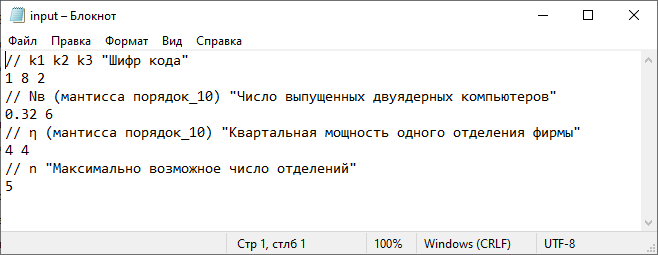 input – Блокнот
Файл Правка Формат Вид Справка
// k1 k2 k3 "Шифр кода"
1 8 2
// Nв (мантисса порядок_10) "Число выпущенных двуядерных компьютеров"
0.32 6
// η (мантисса порядок_10) "Квартальная мощность одного отделения фирмы"
4 4
// n "Максимально возможное число отделений"
5
Стр 1, стлб 1 100% Windows (CRLF) UTF-8